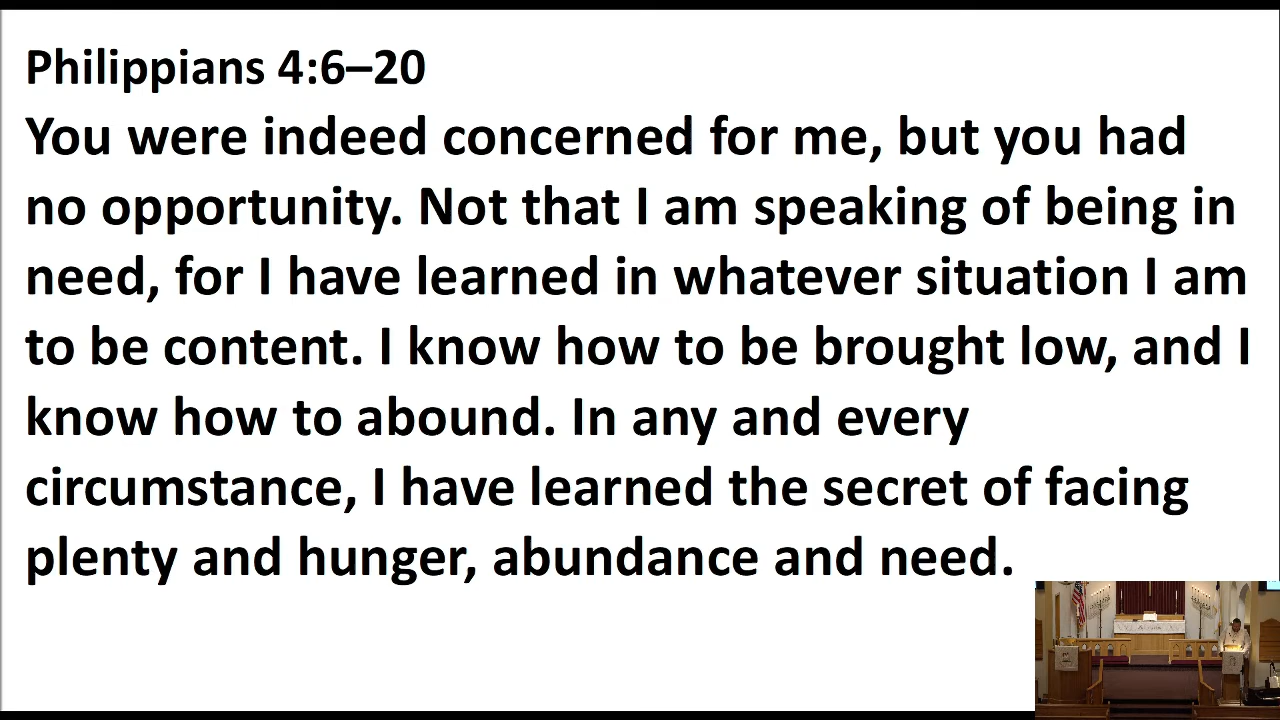 Philippians 4:6–20
You were indeed concerned for me, but you had
no opportunity. Not that I am speaking of being in
need, for I have learned in whatever situation I am
to be content. I know how to be brought low, and I
know how to abound. In any and every
circumstance, I have learned the secret of facing
plenty and hunger, abundance and need.